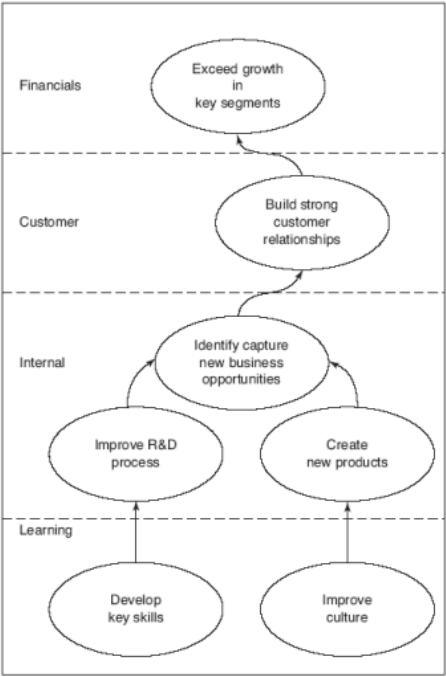 Financials
Exceed growth
in
key segments
Customer
Build strong
customer
relationships
Internal
Identify capture
new business
opportunities
Improve R&D
process
Create
new products
Learning
Develop
key skills
Improve
culture